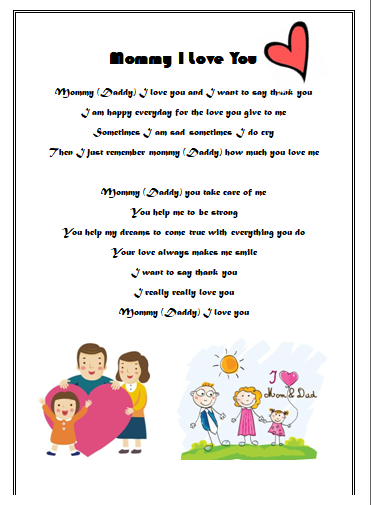 Mommy I Love You
Mommy (Daddy) I love you and I want to say thank you
I am happy everyday for the love you give to me
Sometimes I am sad sometimes I do cry
Then I just remember mommy (Daddy) how much you love me
Mommy (Daddy) you take care of me
You help me to be strong
You help my dreams to come true with everything you do
Your love always makes me smile
I want to say thank you
I really really love you
Mommy (Daddy) I love you
I
Mom & Dad